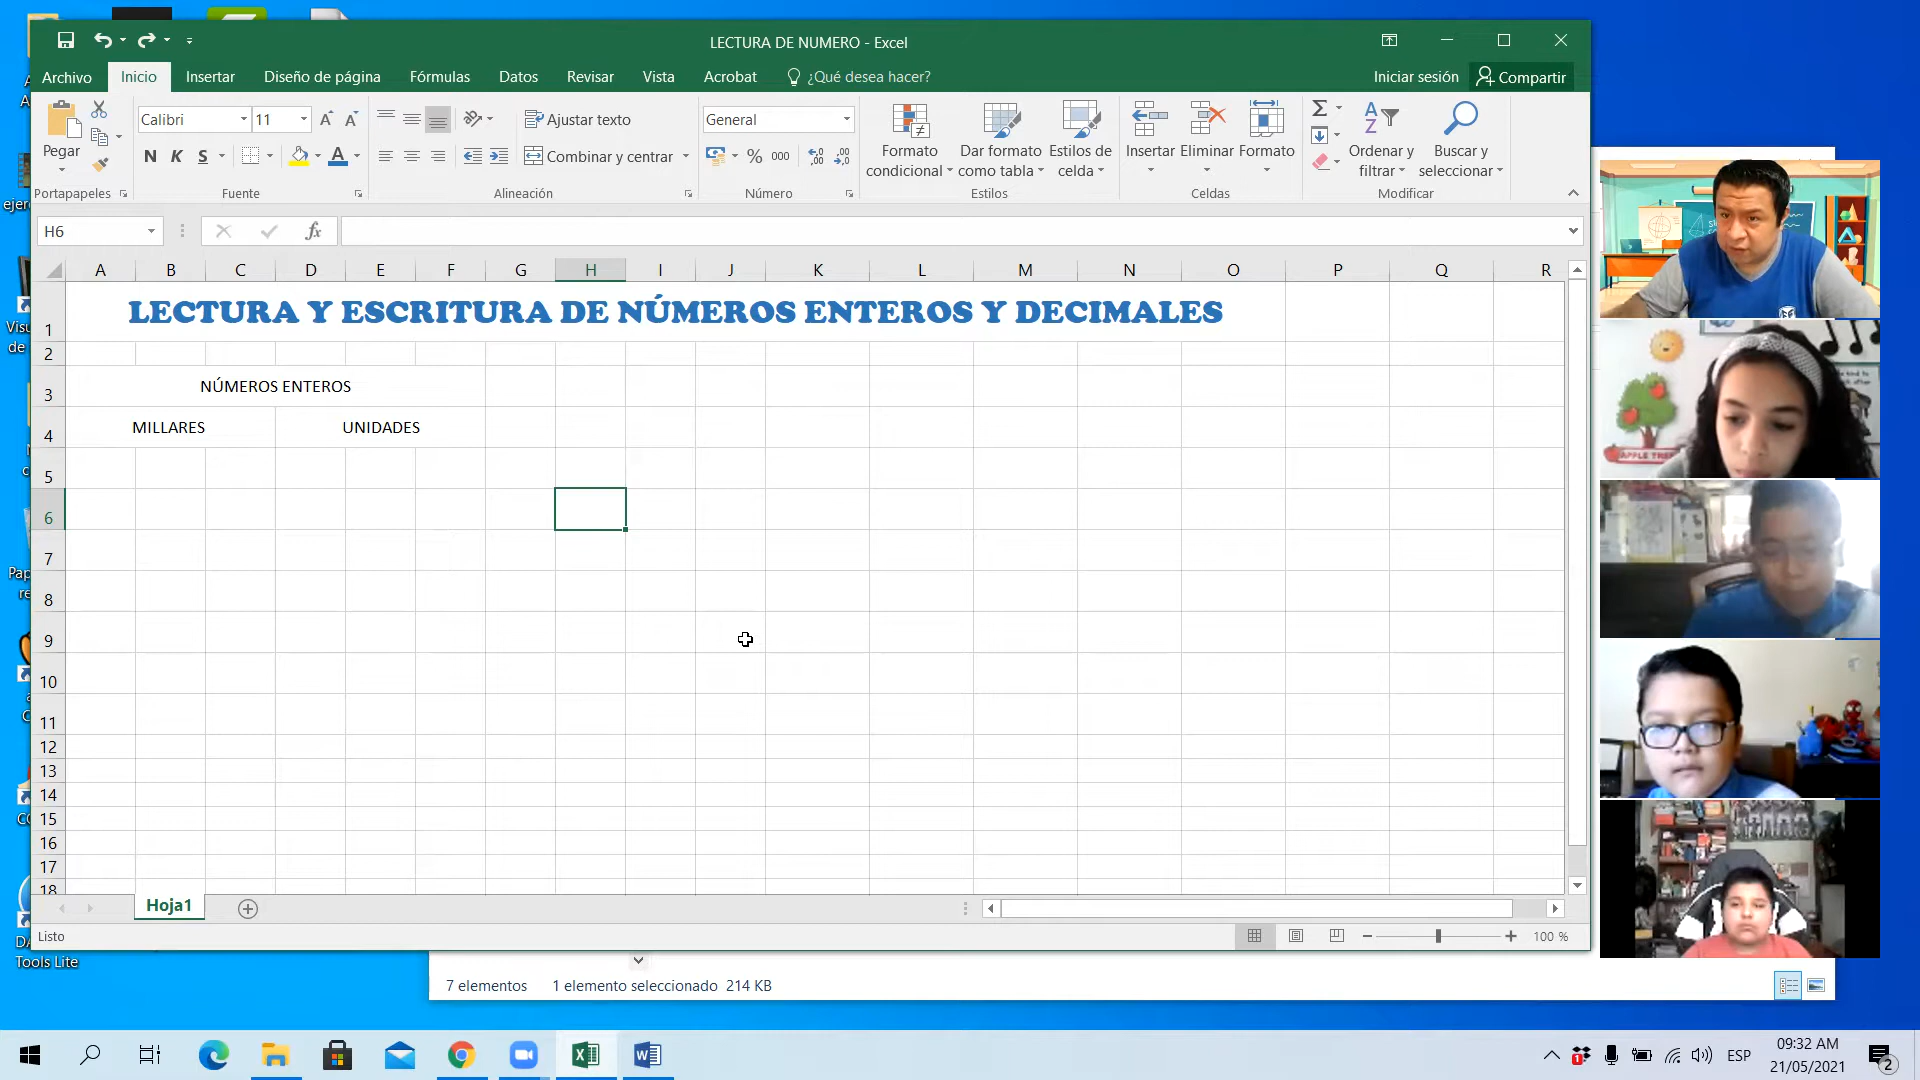 LECTURA DE NUMERO - Excel
Archivo
Inicio
Insertar
Diseño de página
Fórmulas
Datos
Revisar
Vista
Acrobat
¿Qué desea hacer?
Iniciar sesión
Compartir
Pegar
Calibri
11
N K S
Ajustar texto
Combinar y centrar
General
% 000
Formato condicional
Dar formato como tabla
Estilos de celda
Insertar
Eliminar
Formato
Ordenar y filtrar
Buscar y seleccionar
Portapapeles
Fuente
Alineación
Número
Estilos
Celdas
Modificar
H6
fx
A B C D E F G H I J K L M N O P Q R
1
LECTURA Y ESCRITURA DE NÚMEROS ENTEROS Y DECIMALES
2
3
NÚMEROS ENTEROS
4
MILLARES
UNIDADES
5
6
7
8
9
10
11
12
13
14
15
16
17
18
Hoja1
Listo
100 %
7 elementos
1 elemento seleccionado 214 KB
Tools Lite
APPLE TREE
ESP
09:32 AM
21/05/2021
2